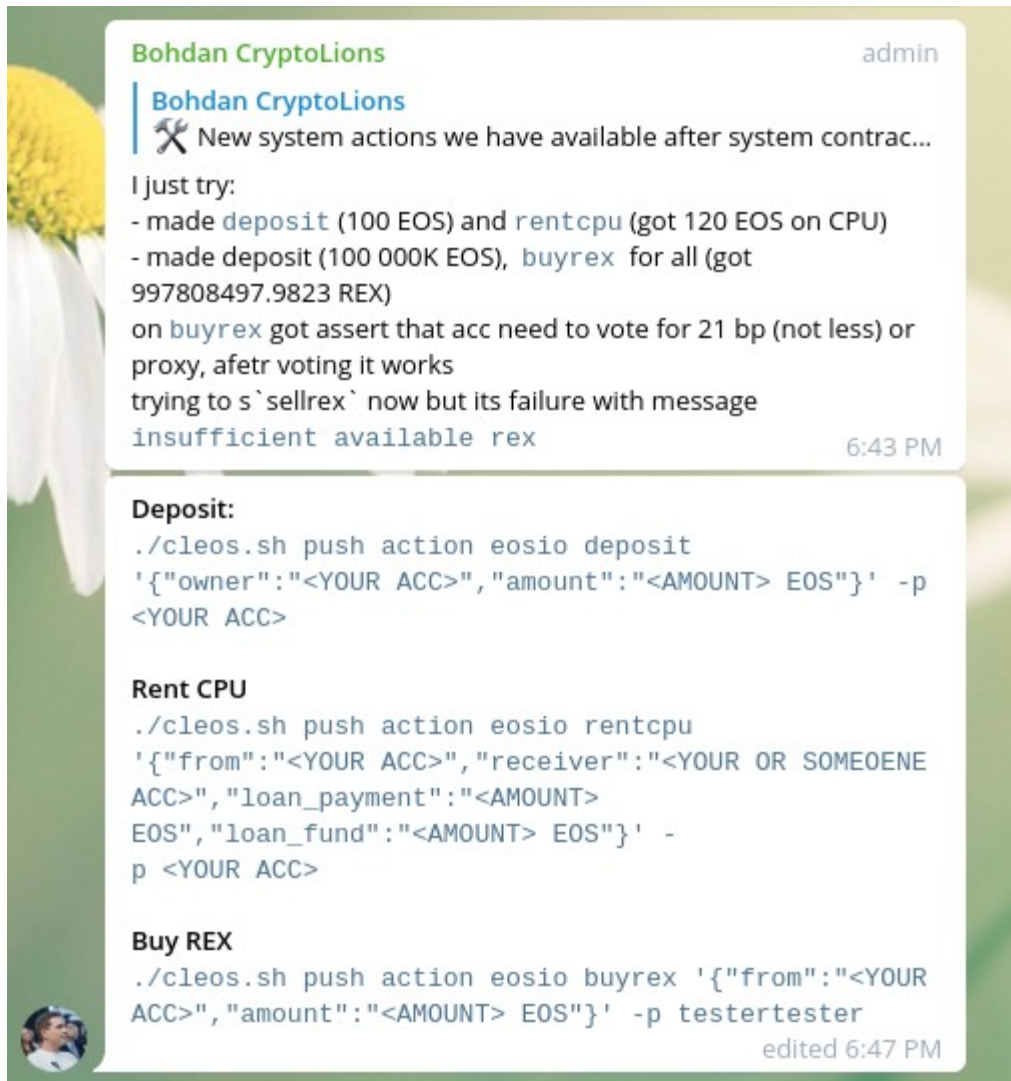 Bohdan CryptoLions admin
Bohdan CryptoLions
🛠 New system actions we have available after system contrac...
I just try:
- made deposit (100 EOS) and rentcpu (got 120 EOS on CPU)
- made deposit (100 000K EOS), buyrex for all (got
997808497.9823 REX)
on buyrex got assert that acc need to vote for 21 bp (not less) or
proxy, afetr voting it works
trying to s`sellrex` now but its failure with message
insufficient available rex
6:43 PM
Deposit:
./cleos.sh push action eosio deposit
'{"owner":"<YOUR ACC>","amount":"<AMOUNT> EOS"}' -p
<YOUR ACC>
Rent CPU
./cleos.sh push action eosio rentcpu
'{"from":"<YOUR ACC>","receiver":"<YOUR OR SOMEOENE
ACC>","loan_payment":"<AMOUNT>
EOS","loan_fund":"<AMOUNT> EOS"}' -
p <YOUR ACC>
Buy REX
./cleos.sh push action eosio buyrex '{"from":"<YOUR
ACC>","amount":"<AMOUNT> EOS"}' -p testertester
edited 6:47 PM